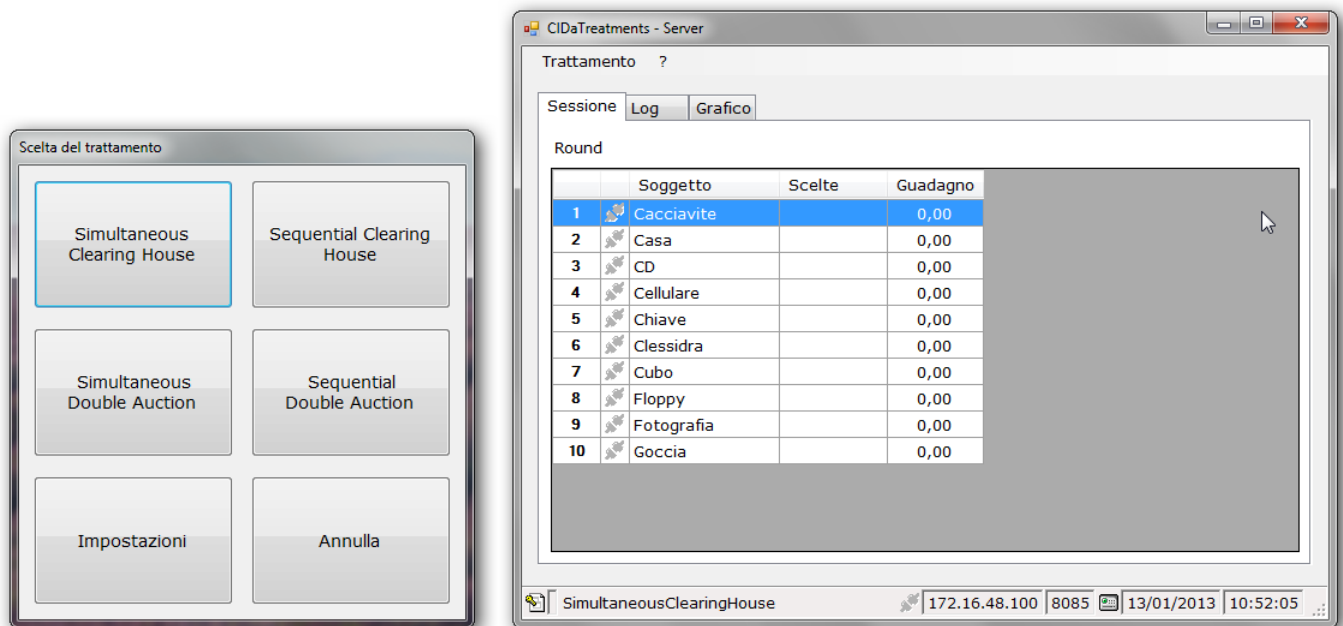 Scelta del trattamento
Simultaneous
Clearing House
Sequential Clearing
House
Simultaneous
Double Auction
Sequential
Double Auction
Impostazioni
Annulla
CIDaTreatments - Server
Trattamento ?
Sessione Log Grafico
Round
Soggetto Scelte Guadagno
1 Cacciavite 0,00
2 Casa 0,00
3 CD 0,00
4 Cellulare 0,00
5 Chiave 0,00
6 Clessidra 0,00
7 Cubo 0,00
8 Floppy 0,00
9 Fotografia 0,00
10 Goccia 0,00
SimultaneousClearingHouse 172.16.48.100 8085 13/01/2013 10:52:05